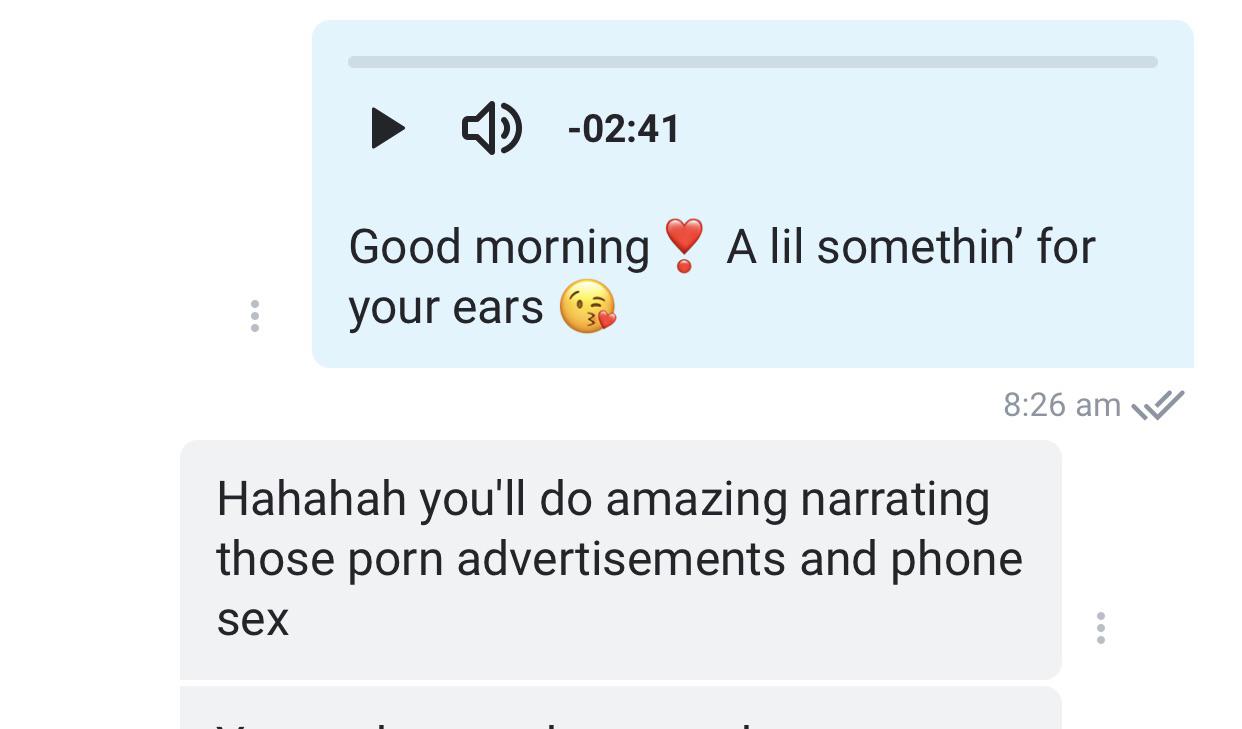 -02:41
Good morning ❣️ A lil somethin’ for
your ears 😘
8:26 am
Hahahah you'll do amazing narrating
those porn advertisements and phone
sex